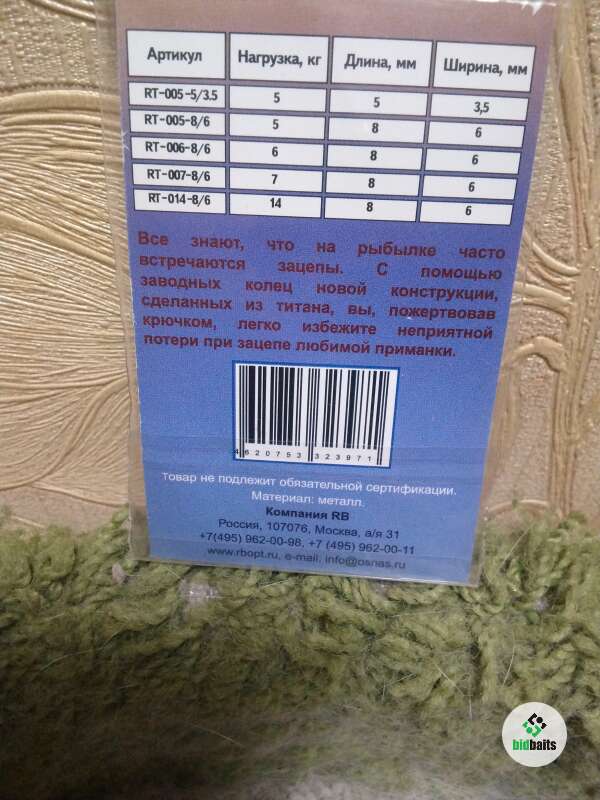 Артикул Нагрузка, кг Длина, мм Ширина, мм
RT-005-5/3.5 5 5 3,5
RT-005-8/6 5 8 6
RT-006-8/6 6 8 6
RT-007-8/6 7 8 6
RT-014-8/6 14 8 6
Все знают, что на рыбылке часто
встречаются зацепы. С помощью
заводных колец новой конструкции,
сделанных из титана, вы, пожертвовав
крючком, легко избежите неприятной
потери при зацепе любимой приманки.
4 620753 323971
Товар не подлежит обязательной сертификации.
Материал: металл.
Компания RB
Россия, 107076, Москва, а/я 31
+7(495) 962-00-98, +7 (495) 962-00-11
www.rbopt.ru, e-mail: info@osnas.ru
bidbaits